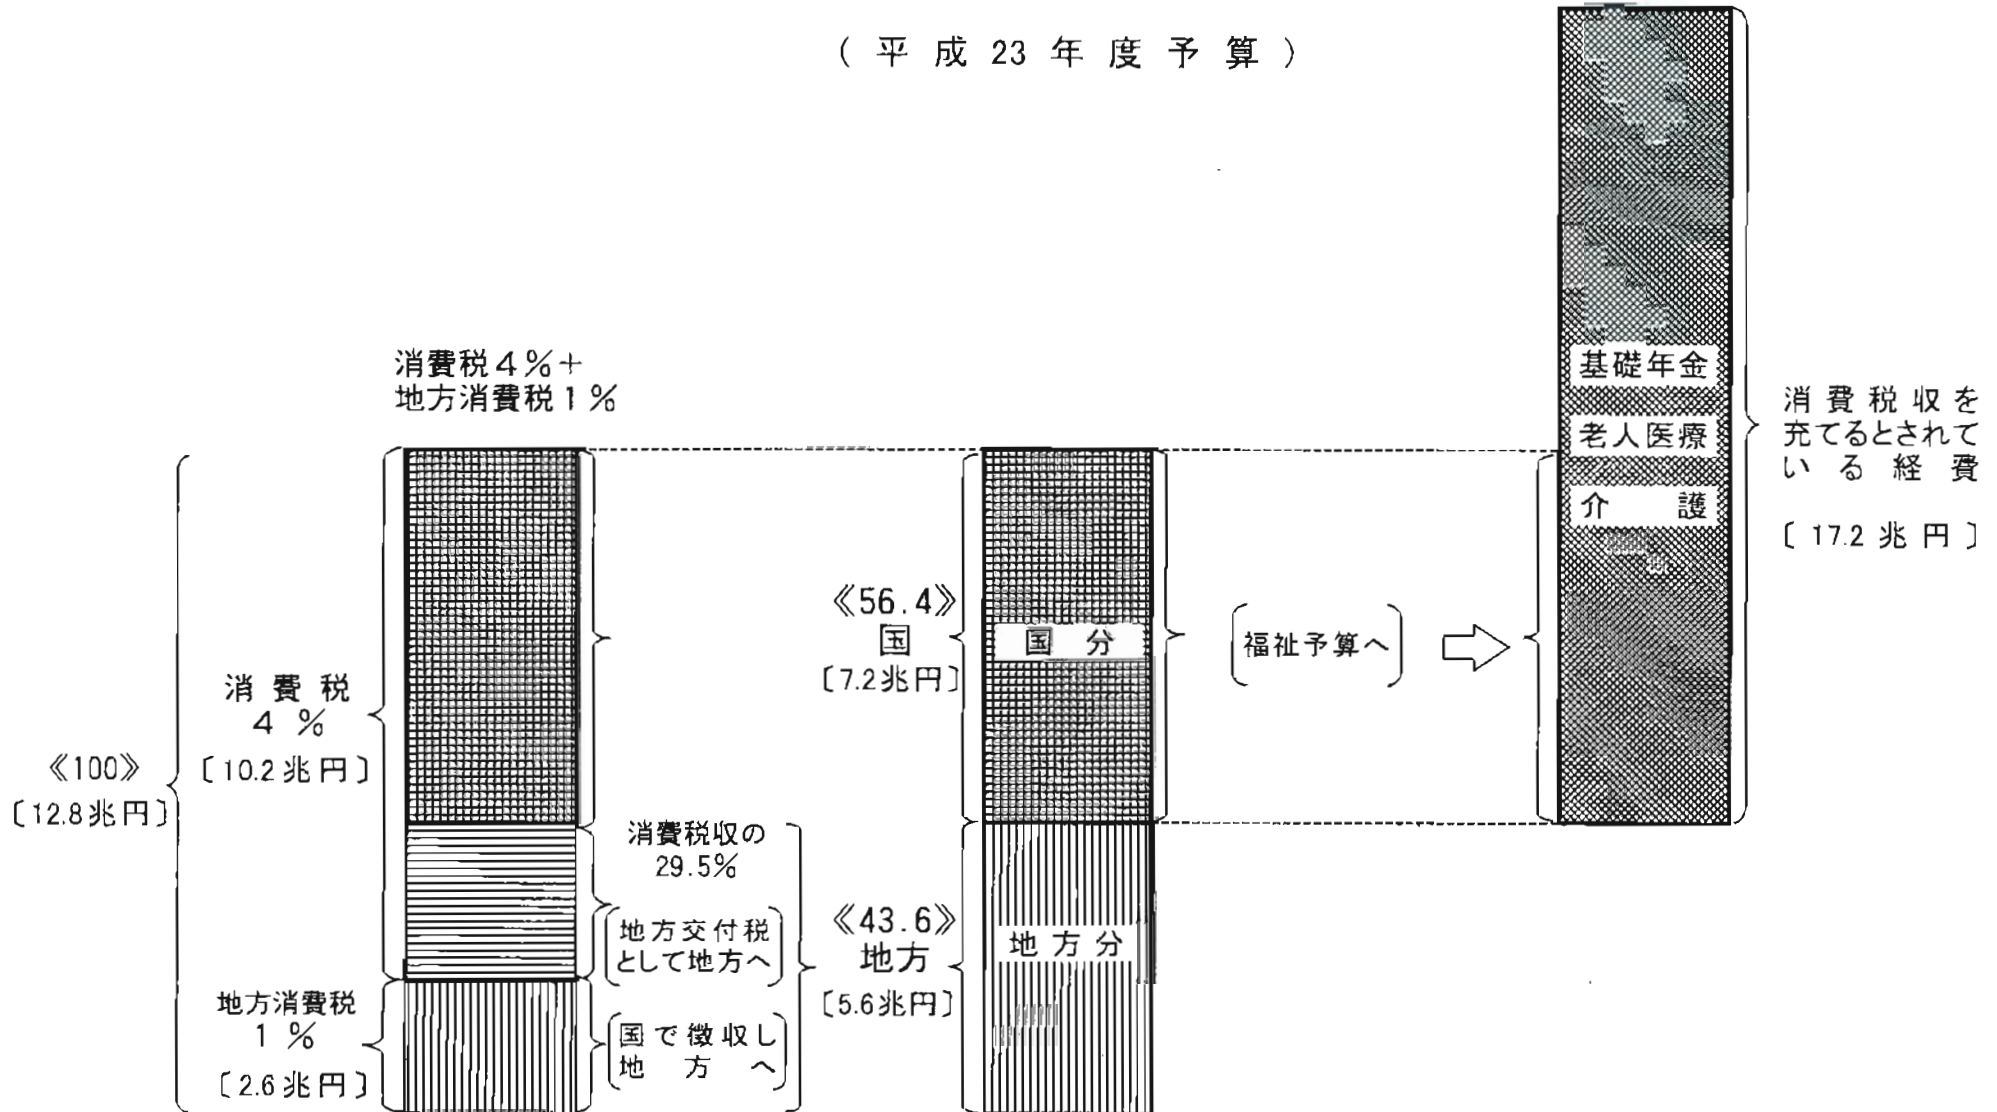 (平成23年度予算)
消費税4%+
地方消費税1%
《100》
〔12.8兆円〕
消費税
4%
〔10.2兆円〕
地方消費税
1%
〔2.6兆円〕
消費税収の
29.5%
地方交付税
として地方へ
国で徴収し
地方へ
《56.4》
国
〔7.2兆円〕
《43.6》
地方
〔5.6兆円〕
国分
地方分
福祉予算へ
基礎年金
老人医療
介護
消費税収を
充てるとされて
いる経費
〔17.2兆円〕